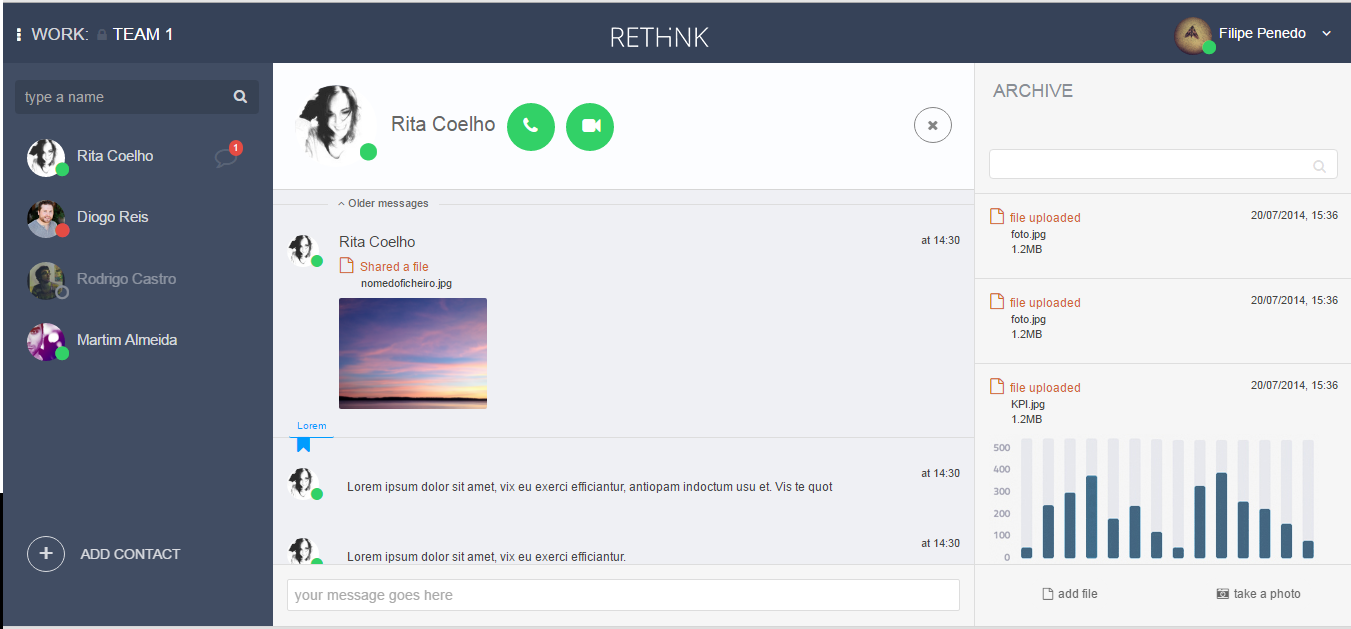 WORK: TEAM 1
RETHINK
Filipe Penedo
type a name
Rita Coelho
1
Diogo Reis
Rodrigo Castro
Martim Almeida
ADD CONTACT
Rita Coelho
Older messages
Rita Coelho
at 14:30
Shared a file
nomedoficheiro.jpg
Lorem
at 14:30
Lorem ipsum dolor sit amet, vix eu exerci efficiantur, antiopam indoctum usu et. Vis te quot
at 14:30
Lorem ipsum dolor sit amet, vix eu exerci efficiantur.
your message goes here
ARCHIVE
file uploaded
20/07/2014, 15:36
foto.jpg
1.2MB
file uploaded
20/07/2014, 15:36
foto.jpg
1.2MB
file uploaded
20/07/2014, 15:36
KPI.jpg
1.2MB
500
400
300
200
100
0
add file
take a photo